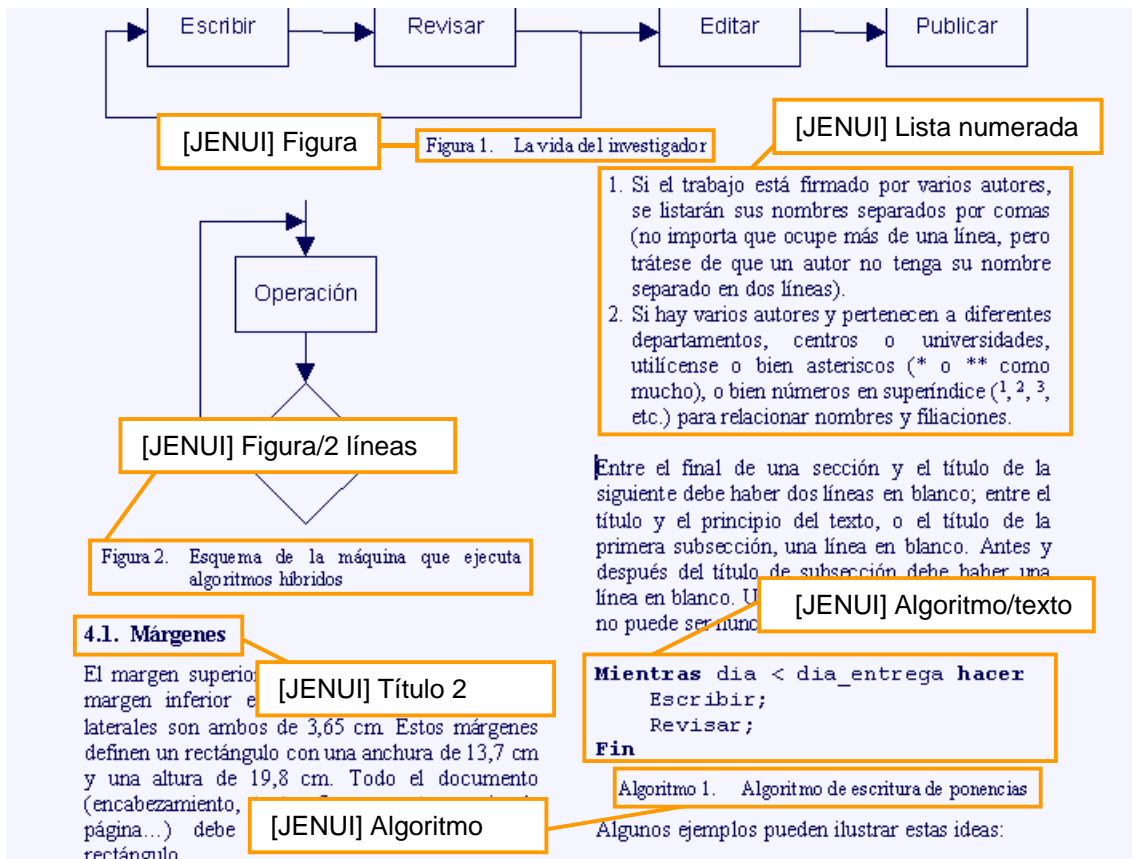 Escribir
Revisar
Editar
Publicar
[JENUI] Figura
Figura 1. La vida del investigador
Operación
[JENUI] Figura/2 líneas
Figura 2. Esquema de la máquina que ejecuta
algoritmos híbridos
4.1. Márgenes
[JENUI] Título 2
El margen superior
margen inferior
laterales son ambos de 3,65 cm. Estos márgenes
definen un rectángulo con una anchura de 13,7 cm
y una altura de 19,8 cm. Todo el documento
(encabezamiento,
página...) debe
rectángulo
[JENUI] Algoritmo
[JENUI] Lista numerada
1. Si el trabajo está firmado por varios autores,
se listarán sus nombres separados por comas
(no importa que ocupe más de una línea, pero
trátese de que un autor no tenga su nombre
separado en dos líneas).
2. Si hay varios autores y pertenecen a diferentes
departamentos, centros o universidades,
utilícense o bien asteriscos (* o ** como
mucho), o bien números en superíndice (¹, ², ³,
etc.) para relacionar nombres y filiaciones.
Entre el final de una sección y el título de la
siguiente debe haber dos líneas en blanco; entre el
título y el principio del texto, o el título de la
primera subsección, una línea en blanco. Antes y
después del título de subsección debe haber una
línea en blanco.
no puede ser
[JENUI] Algoritmo/texto
Mientras dia < dia_entrega hacer
Escribir;
Revisar;
Fin
Algoritmo 1. Algoritmo de escritura de ponencias
Algunos ejemplos pueden ilustrar estas ideas: